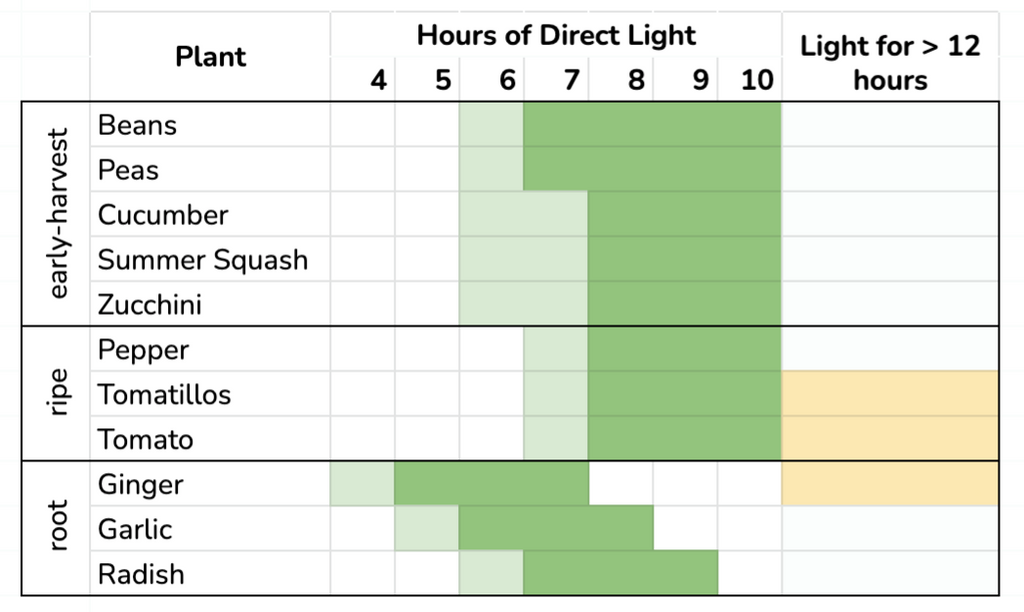 Plant
Hours of Direct Light
4 5 6 7 8 9 10
Light for > 12
hours
early-harvest
Beans
Peas
Cucumber
Summer Squash
Zucchini
ripe
Pepper
Tomatillos
Tomato
root
Ginger
Garlic
Radish